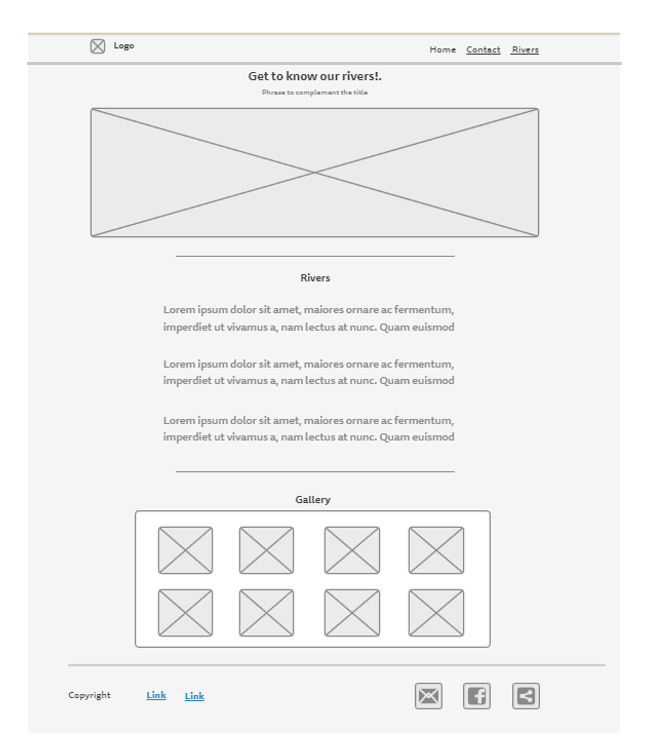 Logo
Home Contact Rivers
Get to know our rivers!.
Phrase to complement the title
Rivers
Lorem ipsum dolor sit amet, maiores ornare ac fermentum,
imperdiet ut vivamus a, nam lectus at nunc. Quam euismod
Lorem ipsum dolor sit amet, maiores ornare ac fermentum,
imperdiet ut vivamus a, nam lectus at nunc. Quam euismod
Lorem ipsum dolor sit amet, maiores ornare ac fermentum,
imperdiet ut vivamus a, nam lectus at nunc. Quam euismod
Gallery
Copyright Link Link